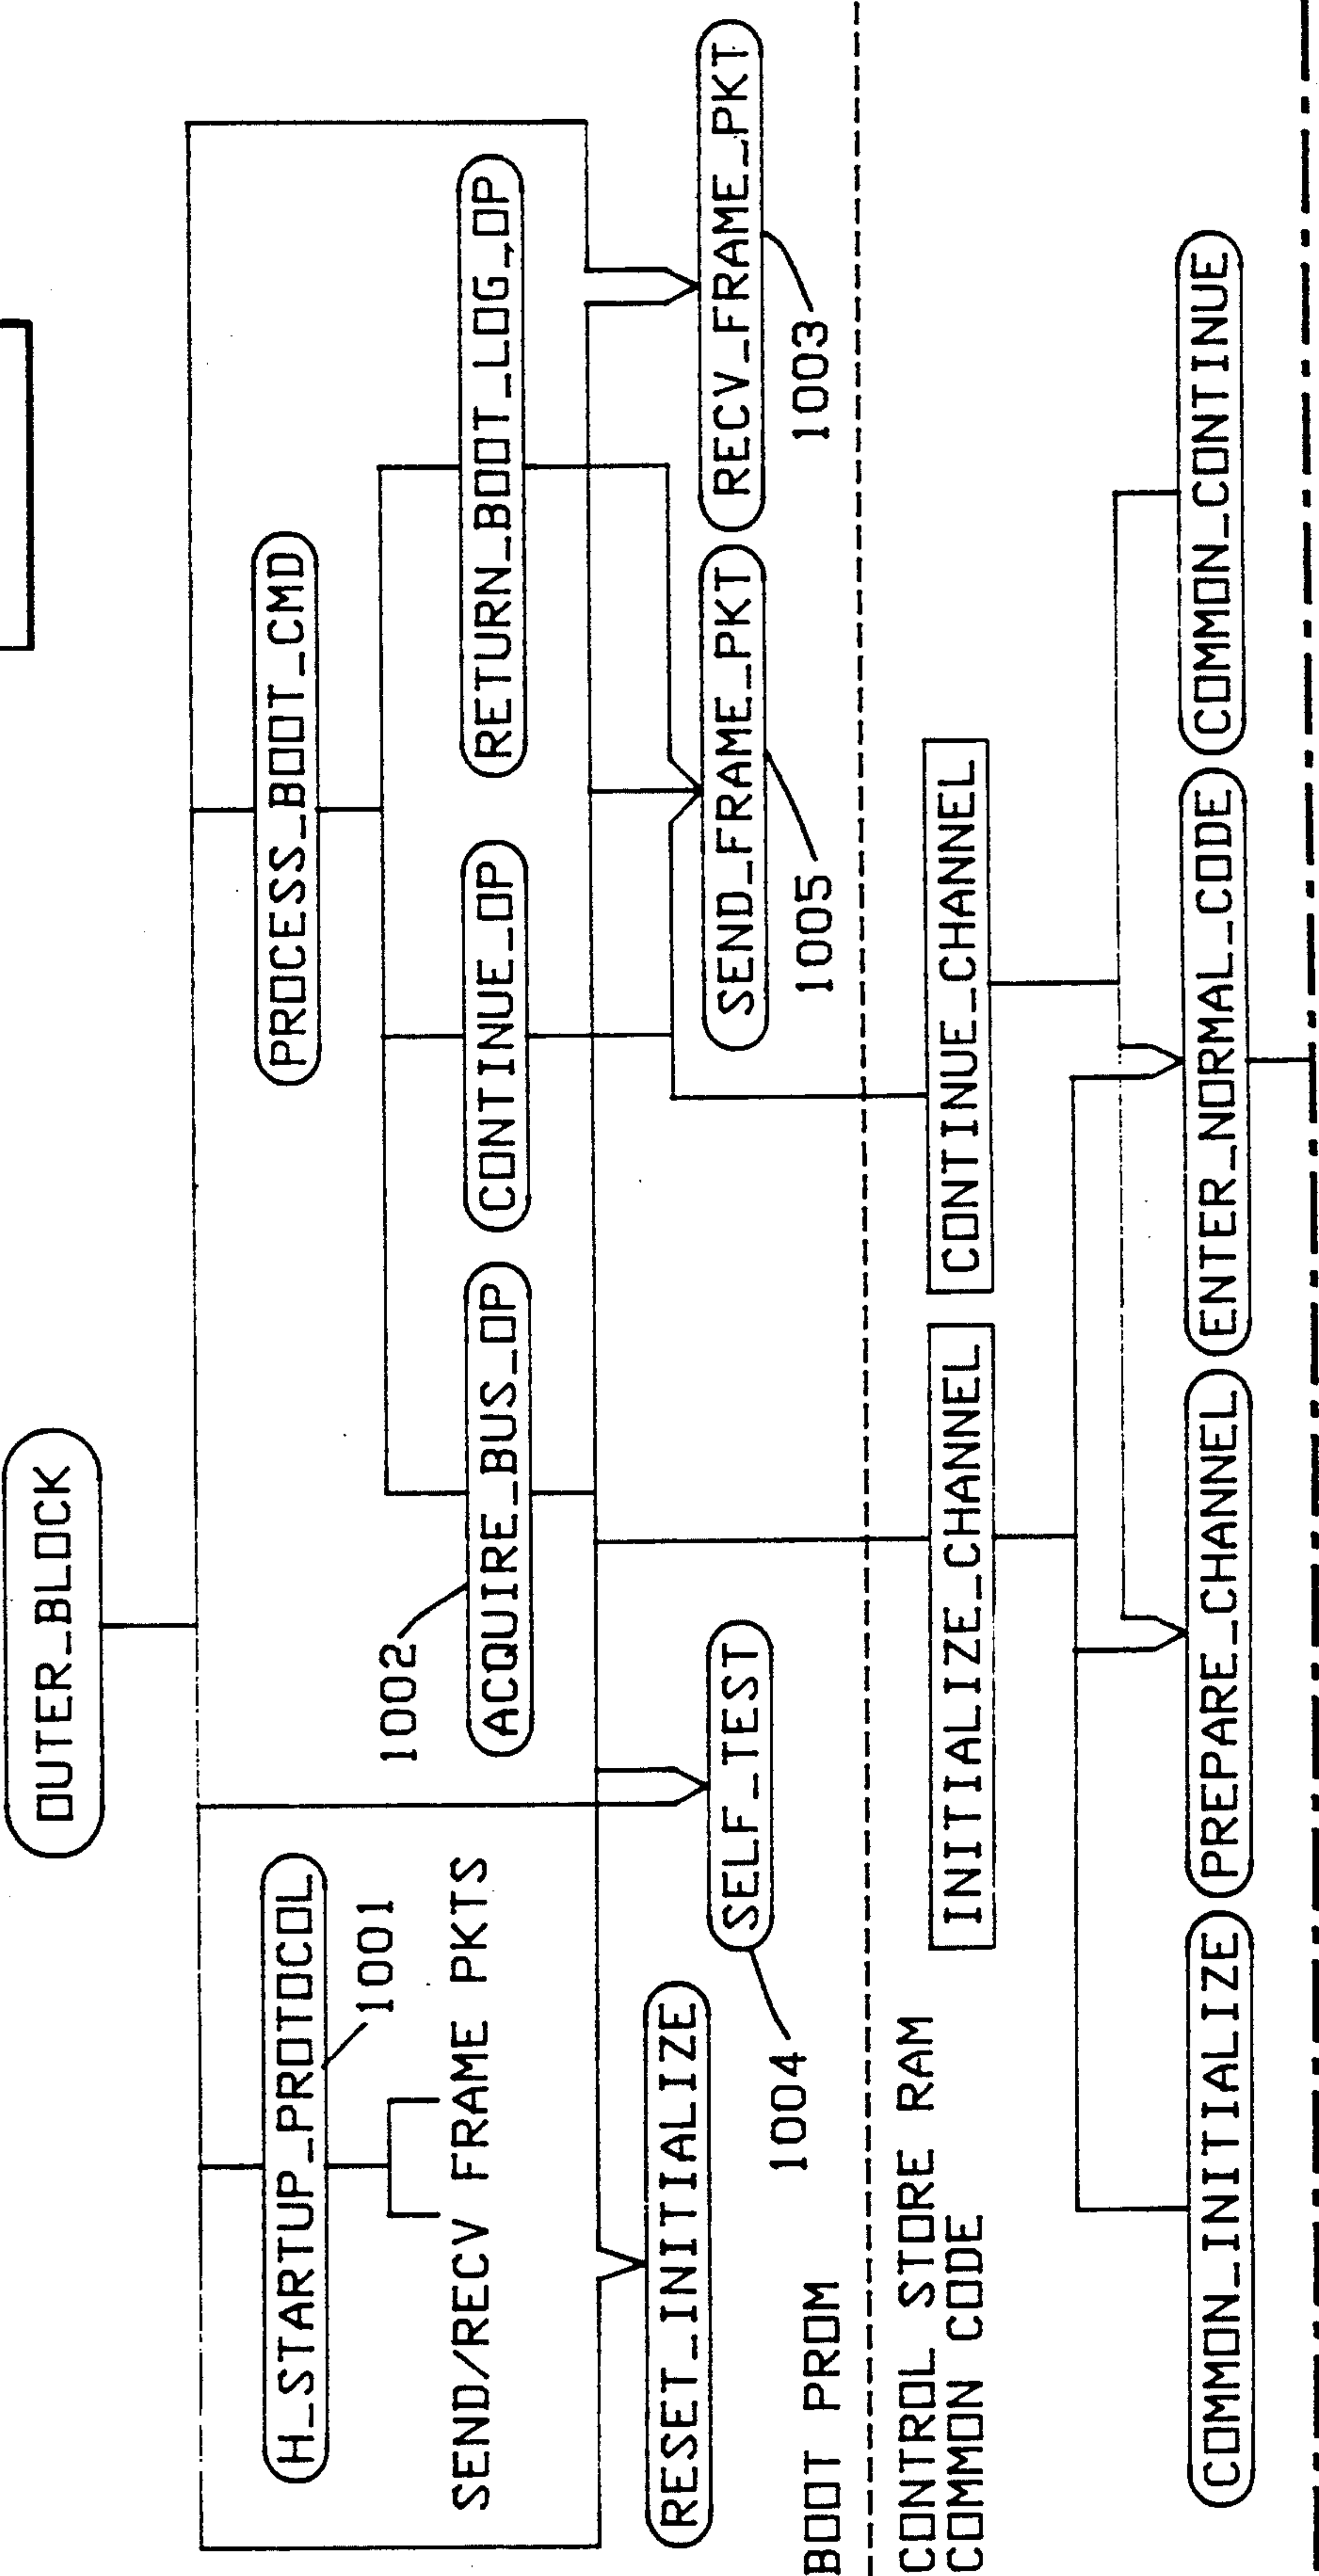 OUTER_BLOCK
H_STARTUP_PROTOCOL
PROCESS_BOOT_CMD
1001
1002
SEND/RECV FRAME PKTS
ACQUIRE_BUS_OP
CONTINUE_OP
RETURN_BOOT_LOG_OP
RESET_INITIALIZE
SELF_TEST
SEND_FRAME_PKT
RECV_FRAME_PKT
1004
1005
1003
BOOT PROM
CONTROL STORE RAM
COMMON CODE
INITIALIZE_CHANNEL
CONTINUE_CHANNEL
COMMON_INITIALIZE
PREPARE_CHANNEL
ENTER_NORMAL_CODE
COMMON_CONTINUE